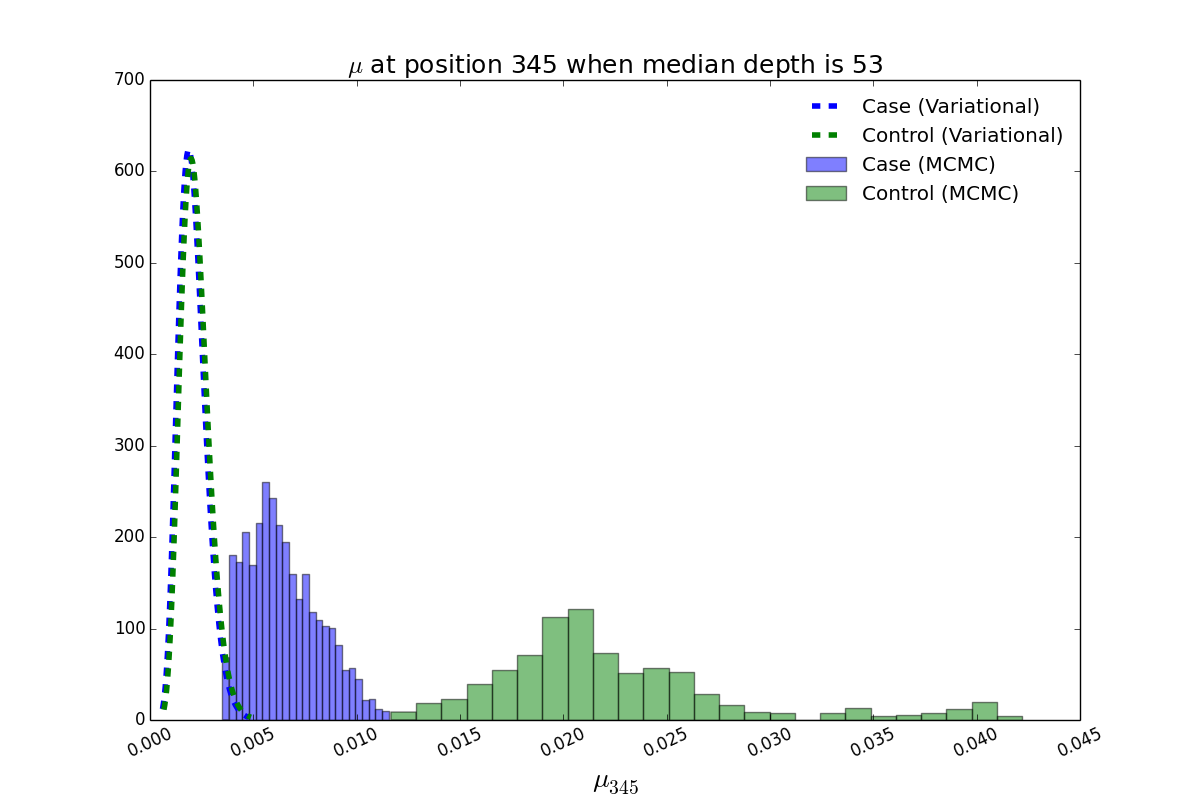 μ at position 345 when median depth is 53
700
600
500
400
300
200
100
0
Case (Variational)
Control (Variational)
Case (MCMC)
Control (MCMC)
0.000 0.005 0.010 0.015 0.020 0.025 0.030 0.035 0.040 0.045
μ₃₄₅